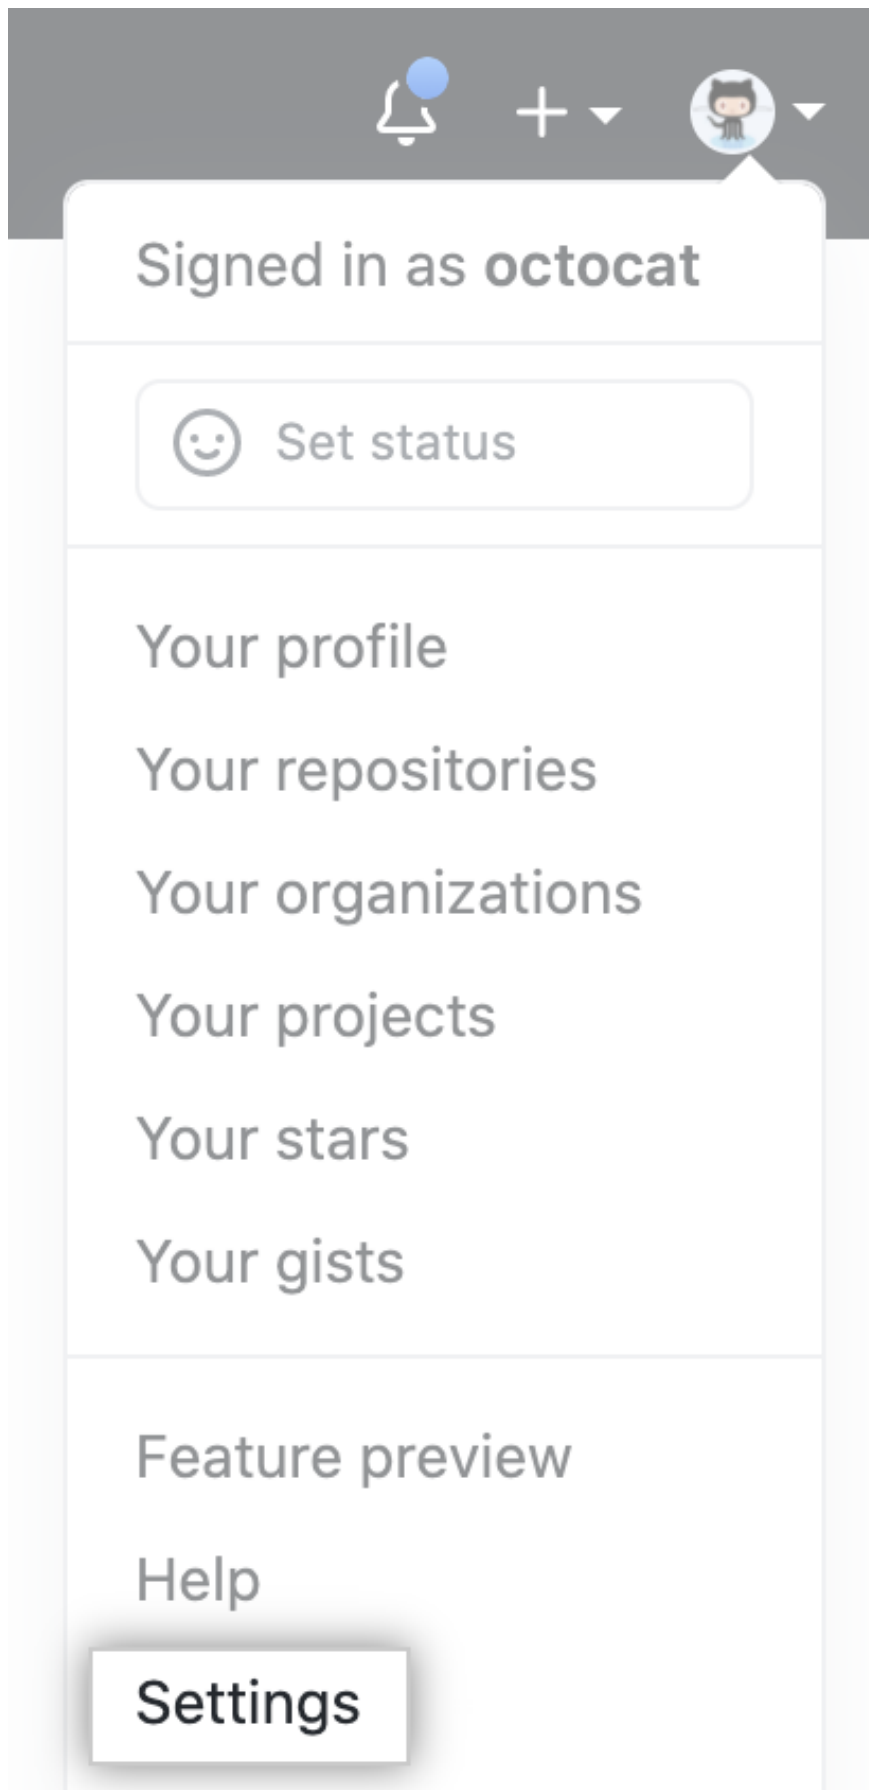 Signed in as octocat
Set status
Your profile
Your repositories
Your organizations
Your projects
Your stars
Your gists
Feature preview
Help
Settings